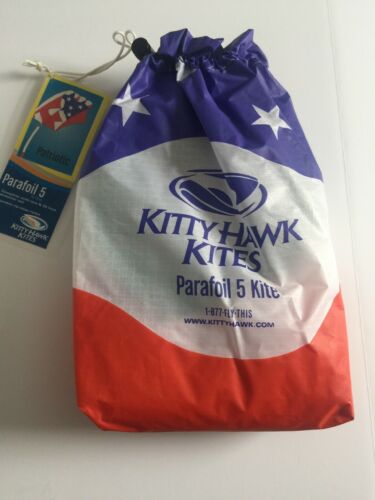 Patriotic
Parafoil 5
KITTY HAWK
KITES
KITTY HAWK
KITES
Parafoil 5 Kite
1-877-FLY-THIS
WWW.KITTYHAWK.COM